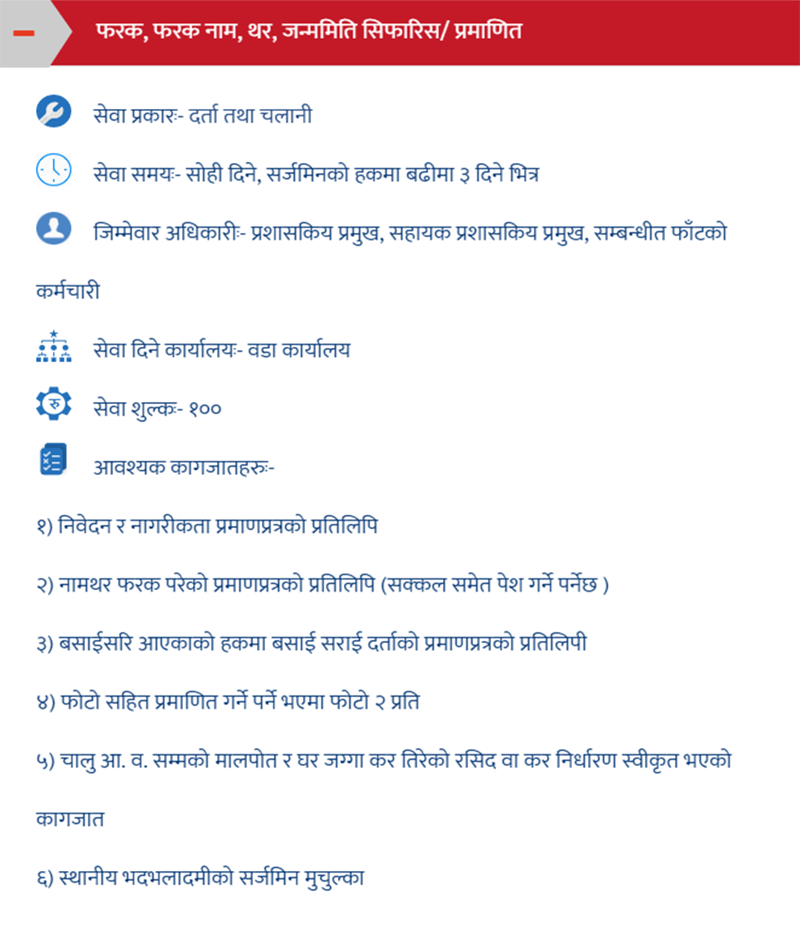 फरक, फरक नाम, थर, जन्ममिति सिफारिस/ प्रमाणित
सेवा प्रकारः- दर्ता तथा चलानी
सेवा समयः- सोही दिने, सर्जमिनको हकमा बढीमा ३ दिने भित्र
जिम्मेवार अधिकारीः- प्रशासकिय प्रमुख, सहायक प्रशासकिय प्रमुख, सम्बन्धीत फाँटको
कर्मचारी
सेवा दिने कार्यालयः- वडा कार्यालय
रु
सेवा शुल्कः- १००
आवश्यक कागजातहरुः-
१) निवेदन र नागरीकता प्रमाणप्रत्रको प्रतिलिपि
२) नामथर फरक परेको प्रमाणप्रत्रको प्रतिलिपि (सक्कल समेत पेश गर्ने पर्नेछ )
३) बसाईसरि आएकाको हकमा बसाई सराई दर्ताको प्रमाणप्रत्रको प्रतिलिपी
४) फोटो सहित प्रमाणित गर्ने पर्ने भएमा फोटो २ प्रति
५) चालु आ. व. सम्मको मालपोत र घर जग्गा कर तिरेको रसिद वा कर निर्धारण स्वीकृत भएको
कागजात
६) स्थानीय भदभलादमीको सर्जमिन मुचुल्का